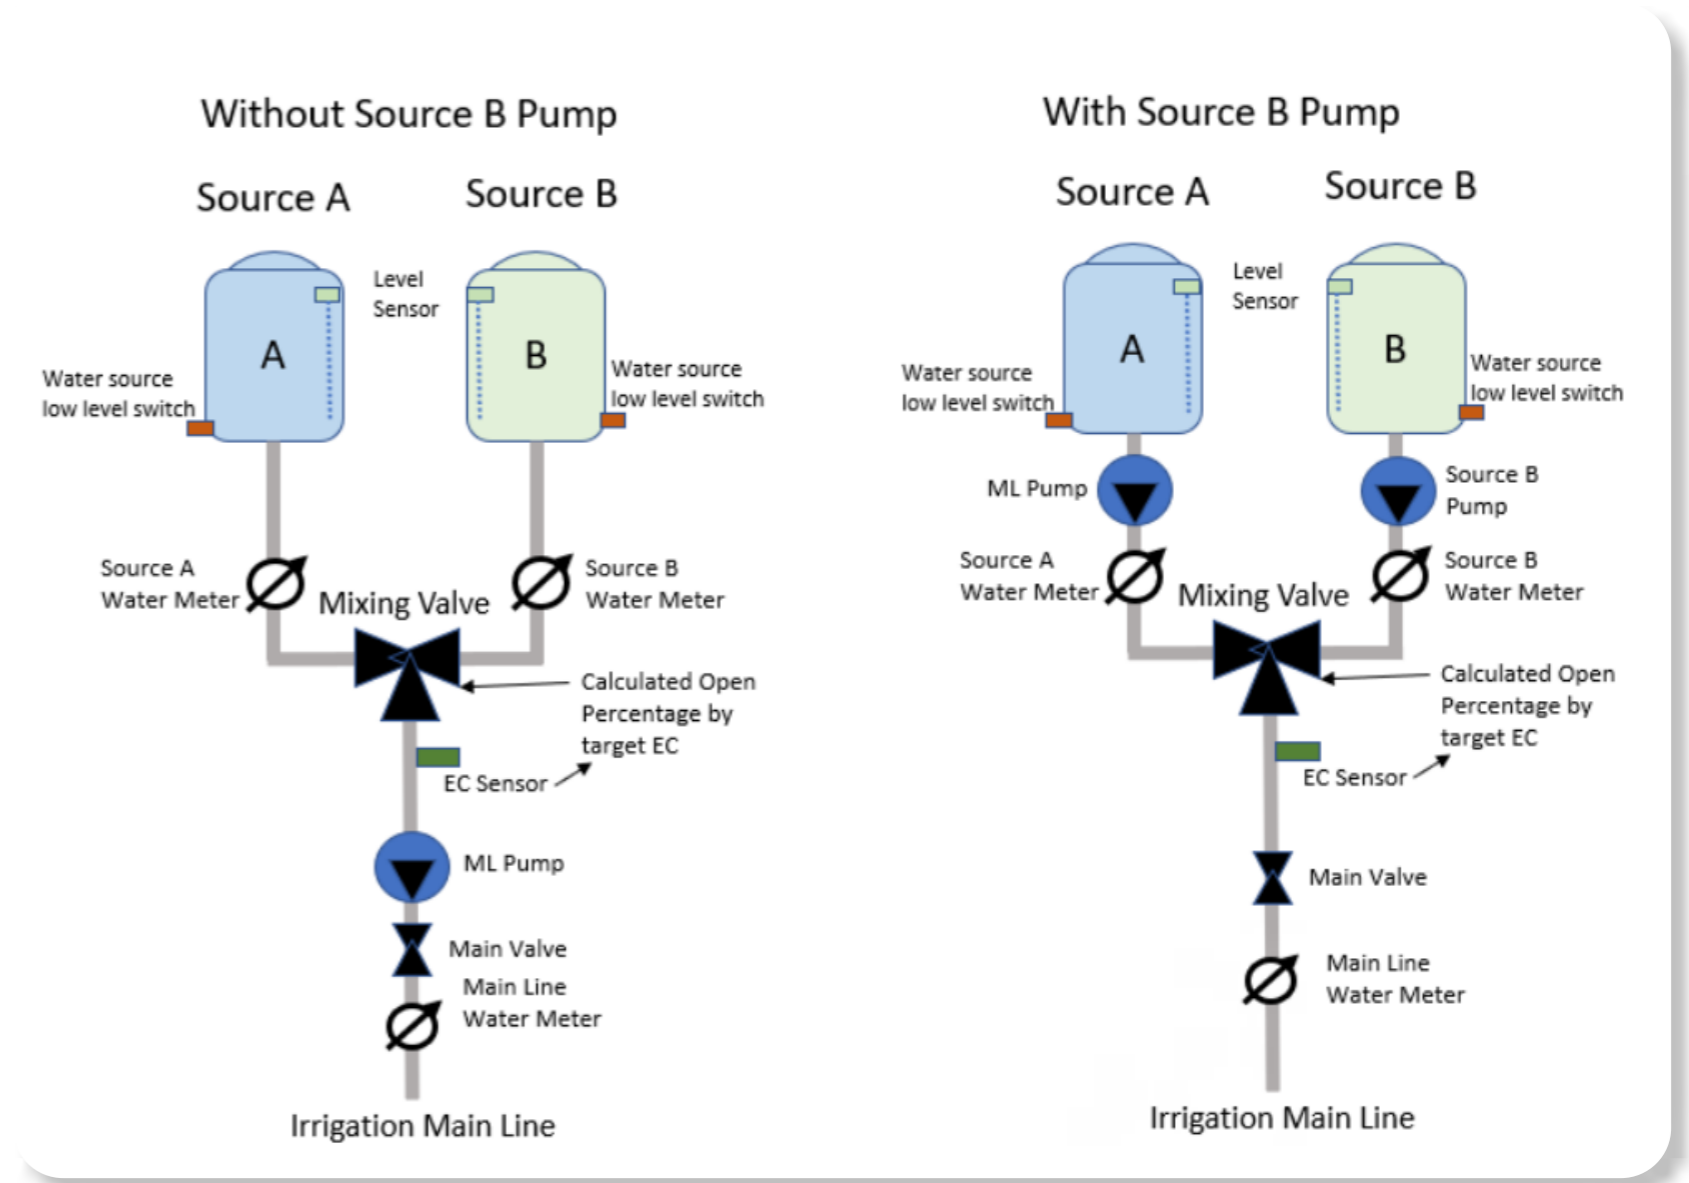 Without Source B Pump
Source A
Source B
Level
Sensor
A
B
Water source
low level switch
Water source
low level switch
Source A
Water Meter
Mixing Valve
Source B
Water Meter
Calculated Open
Percentage by
target EC
EC Sensor
ML Pump
Main Valve
Main Line
Water Meter
Irrigation Main Line
With Source B Pump
Source A
Source B
Level
Sensor
A
B
Water source
low level switch
Water source
low level switch
ML Pump
Source B
Pump
Source A
Water Meter
Mixing Valve
Source B
Water Meter
Calculated Open
Percentage by
target EC
EC Sensor
Main Valve
Main Line
Water Meter
Irrigation Main Line